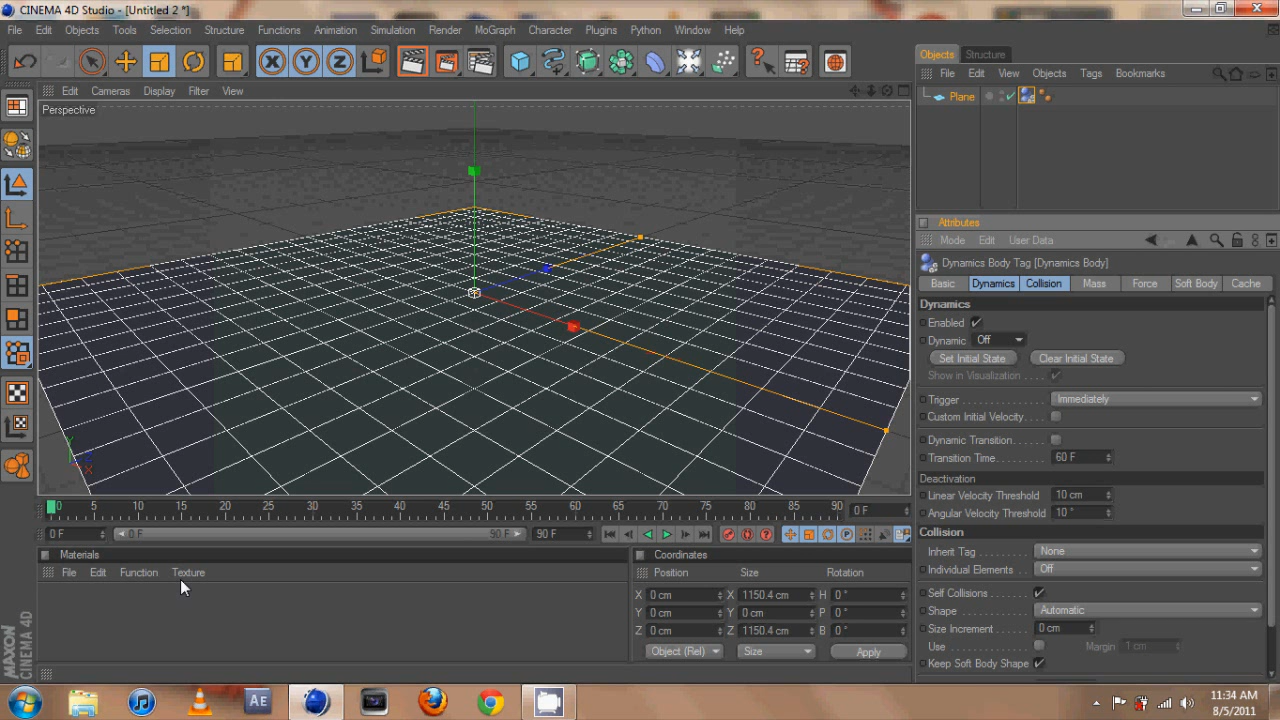 CINEMA 4D Studio - [Untitled 2 *]
File Edit Objects Tools Selection Structure Functions Animation Simulation Render MoGraph Character Plugins Python Window Help
X Y Z
Objects Structure
File Edit View Objects Tags Bookmarks
Plane
Edit Cameras Display Filter View
Perspective
Y
Z
X
Attributes
Mode Edit User Data
Dynamics Body Tag [Dynamics Body]
Basic Dynamics Collision Mass Force Soft Body Cache
Dynamics
Enabled
Dynamic Off
Set Initial State Clear Initial State
Show in Visualization
Trigger Immediately
Custom Initial Velocity
Dynamic Transition
Transition Time 60 F
Deactivation
Linear Velocity Threshold 10 cm
Angular Velocity Threshold 10 °
Collision
Inherit Tag None
Individual Elements Off
Self Collisions
Shape Automatic
Size Increment 0 cm
Use Margin 1 cm
Keep Soft Body Shape
0 5 10 15 20 25 30 35 40 45 50 55 60 65 70 75 80 85 90 0 F
0 F 0 F 90 F 90 F
P
Materials
File Edit Function Texture
Coordinates
Position Size Rotation
X 0 cm X 1150.4 cm H 0 °
Y 0 cm Y 0 cm P 0 °
Z 0 cm Z 1150.4 cm B 0 °
Object (Rel) Size Apply
MAXON
CINEMA 4D
AE
11:34 AM
8/5/2011